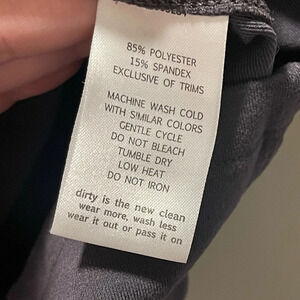 85% POLYESTER
15% SPANDEX
EXCLUSIVE OF TRIMS
MACHINE WASH COLD
WITH SIMILAR COLORS
GENTLE CYCLE
DO NOT BLEACH
TUMBLE DRY
LOW HEAT
DO NOT IRON
dirty is the new clean
wear more, wash less
wear it out or pass it on